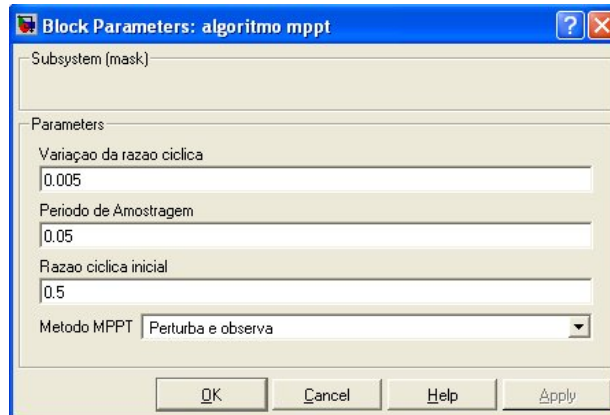 Block Parameters: algoritmo mppt
Subsystem (mask)
Parameters
Variaçao da razao ciclica
0.005
Periodo de Amostragem
0.05
Razao ciclica inicial
0.5
Metodo MPPT Perturba e observa
OK Cancel Help Apply